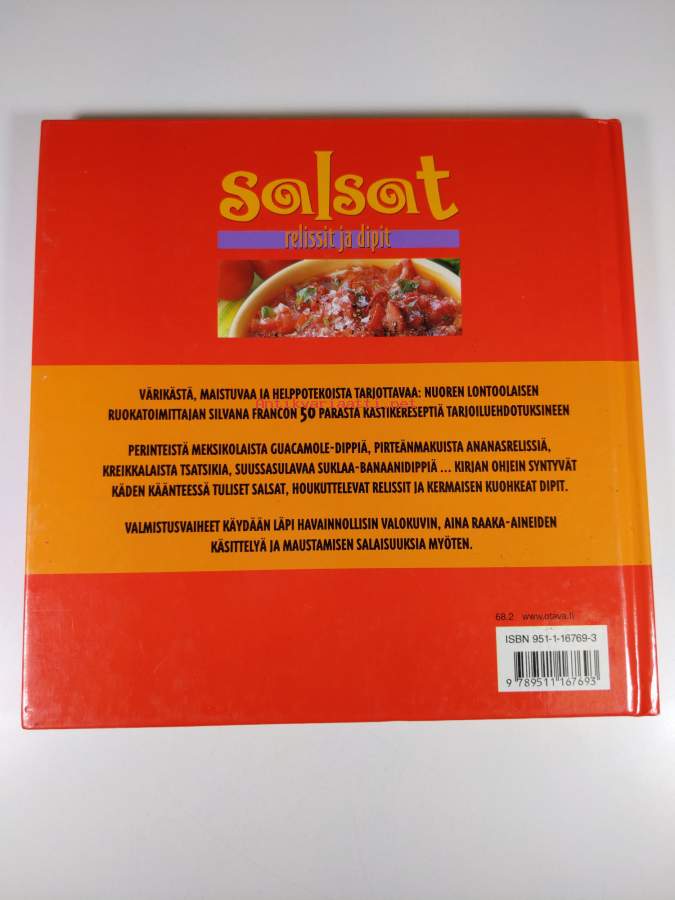 salsat
relissit ja dipit
VÄRIKÄSTÄ, MAISTUVAA JA HELPPOTEKOISTA TARJOTTAVAA: NUOREN LONTOOLAISEN
Antikvariaatti.net
RUOKATOIMITTAJAN SILVANA FRANCON 50 PARASTA KASTIKERESEPTIÄ TARJOILUEHDOTUKSINEEN
PERINTEISTÄ MEKSIKOLAISTA GUACAMOLE-DIPPIÄ, PIRTEÄNMAKUISTA ANANASRELISSIÄ,
KREIKKALAISTA TSATSIKIA, SUUSSASULAVAA SUKLAA-BANAANIDIPPIÄ ... KIRJAN OHJEIN SYNTYVÄT
KÄDEN KÄÄNTEESSÄ TULISET SALSAT, HOUKUTTELEVAT RELISSIT JA KERMAISEN KUOHKEAT DIPIT.
VALMISTUSVAIHEET KÄYDÄÄN LÄPI HAVAINNOLLISIN VALOKUVIN, AINA RAAKA-AINEIDEN
KÄSITTELYÄ JA MAUSTAMISEN SALAISUUKSIA MYÖTEN.
68.2 www.otava.fi
ISBN 951-1-16769-3
9 789511 167693